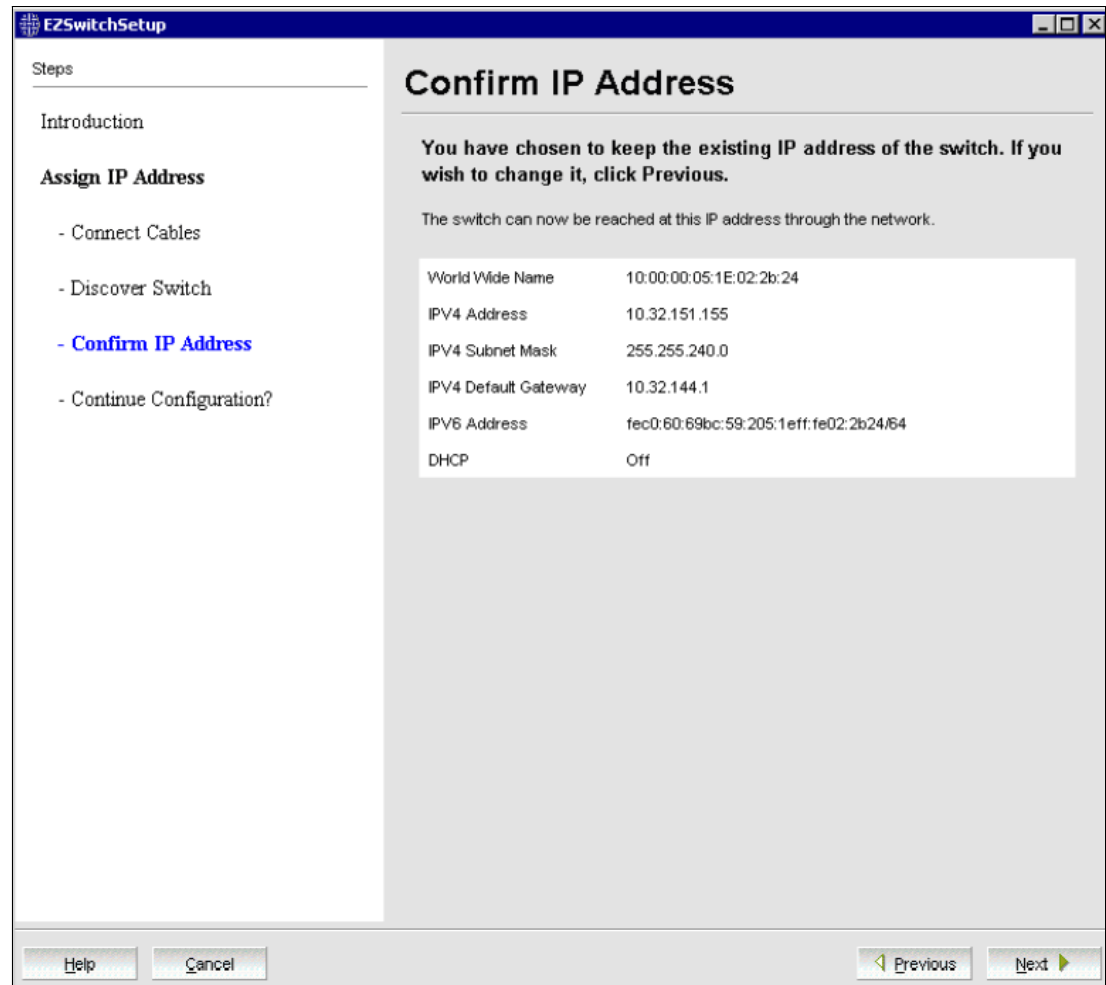 EZSwitchSetup
Steps
Introduction
Assign IP Address
- Connect Cables
- Discover Switch
- Confirm IP Address
- Continue Configuration?
Confirm IP Address
You have chosen to keep the existing IP address of the switch. If you
wish to change it, click Previous.
The switch can now be reached at this IP address through the network.
World Wide Name 10:00:00:05:1E:02:2b:24
IPV4 Address 10.32.151.155
IPV4 Subnet Mask 255.255.240.0
IPV4 Default Gateway 10.32.144.1
IPV6 Address fec0:60:69bc:59:205:1eff:fe02:2b24/64
DHCP Off
Help Cancel Previous Next